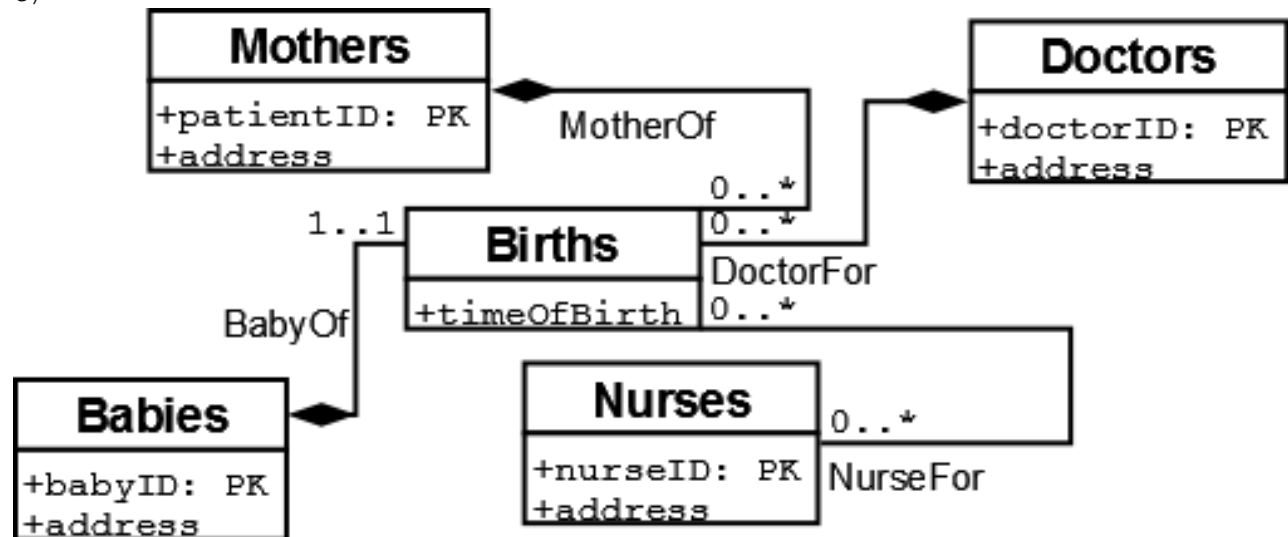 Mothers
+patientID: PK
+address
MotherOf
0..*
Doctors
+doctorID: PK
+address
1..1
Births
+timeOfBirth
0..*
DoctorFor
0..*
BabyOf
Babies
+babyID: PK
+address
Nurses
+nurseID: PK
+address
0..*
NurseFor